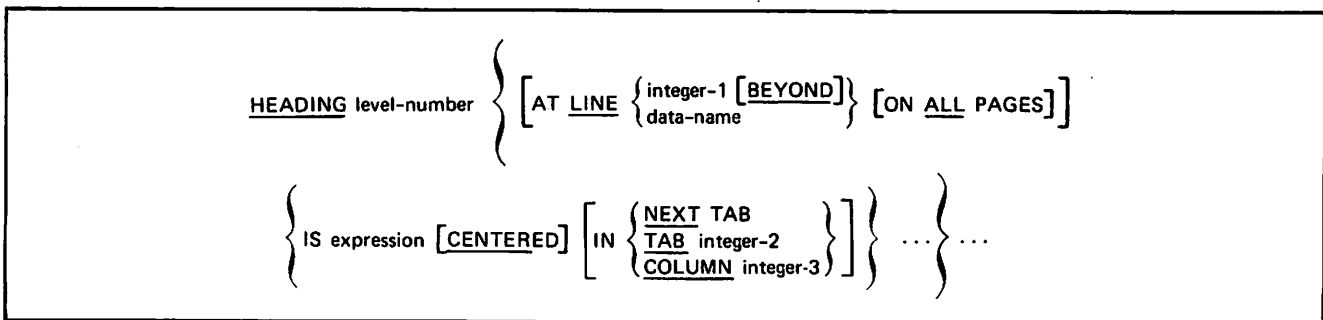 HEADING level-number { [AT LINE { integer-1 [BEYOND] } [ON ALL PAGES]]
data-name
{ IS expression [CENTERED] [IN { NEXT TAB
TAB integer-2
COLUMN integer-3 } ] } ... } ...